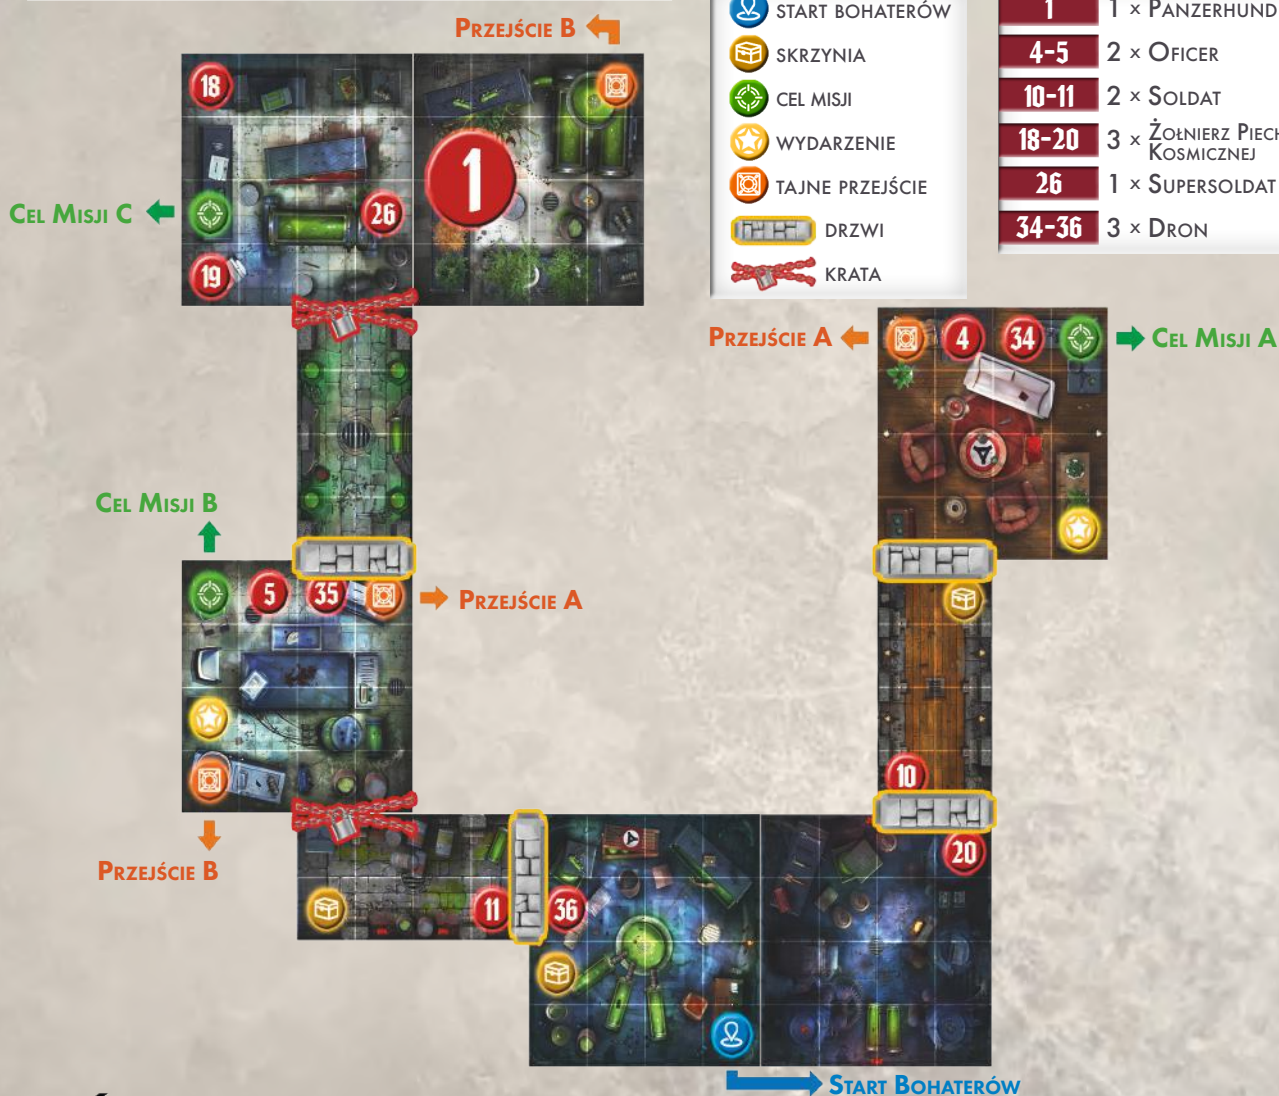 Przejście B
START BOHATERÓW
SKRZYNIA
CEL MISJI
WYDARZENIE
TAJNE PRZEJŚCIE
DRZWI
KRATA
1 1 × Panzerhund
4-5 2 × Oficer
10-11 2 × Soldat
18-20 3 × Żołnierz Piech
Kosmicznej
26 1 × Supersoldat
34-36 3 × Dron
18
1
Cel Misji C
26
19
Przejście A
4
34
Cel Misji A
Cel Misji B
5
35
Przejście A
10
Przejście B
11
36
20
Start Bohaterów